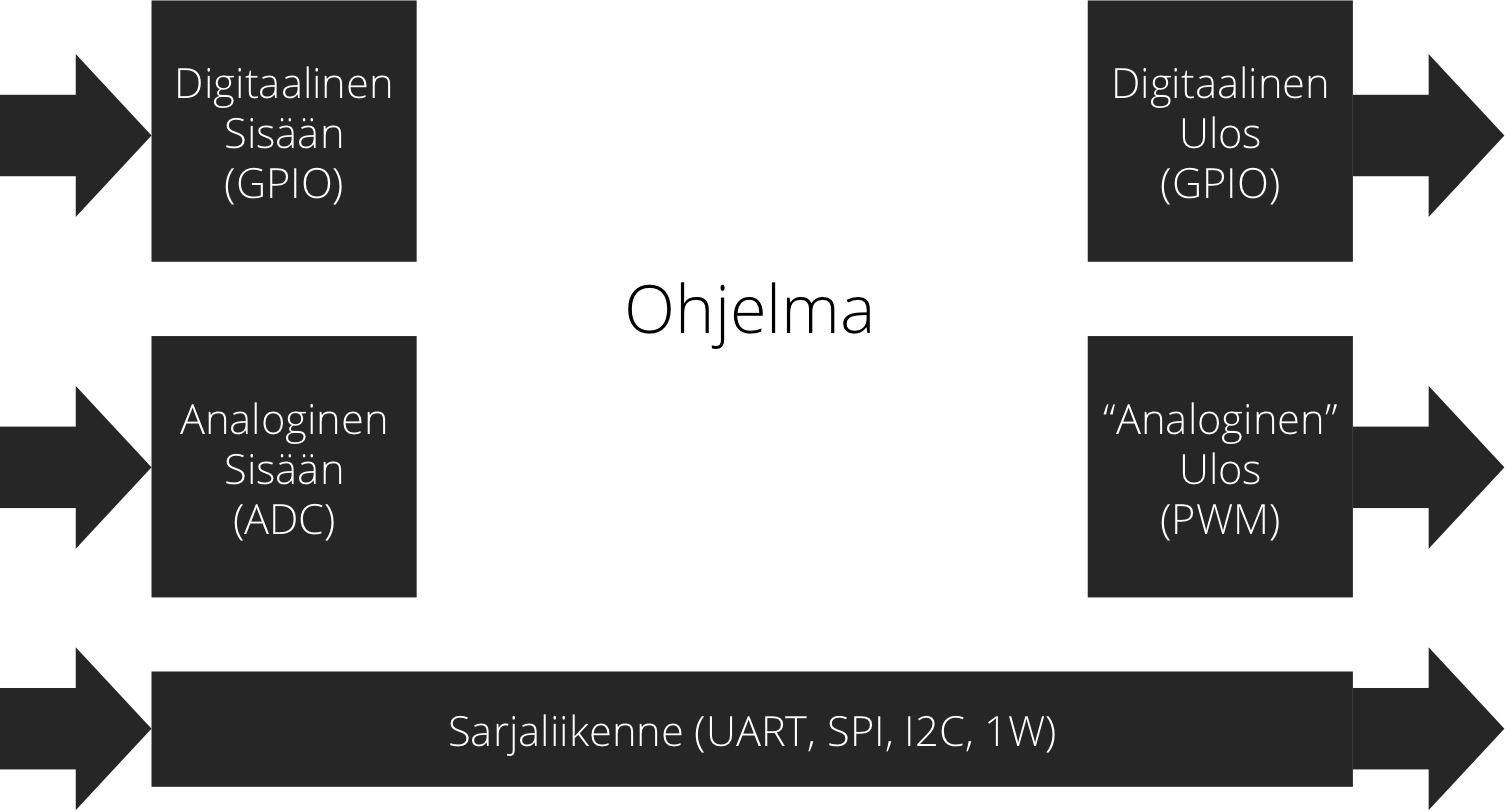 Digitaalinen
Sisään
(GPIO)
Digitaalinen
Ulos
(GPIO)
Ohjelma
Analoginen
Sisään
(ADC)
“Analoginen”
Ulos
(PWM)
Sarjaliikenne (UART, SPI, I2C, 1W)